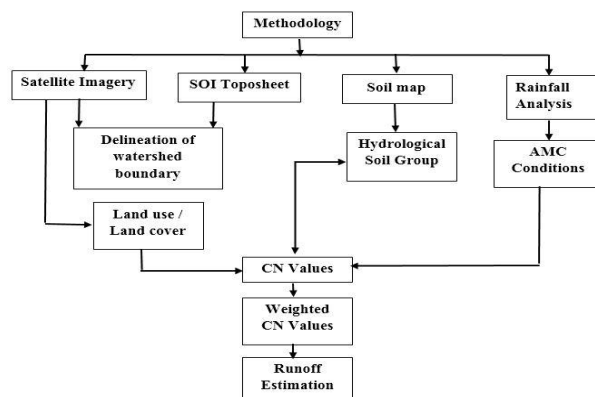 Methodology
Satellite Imagery
SOI Toposheet
Soil map
Rainfall
Analysis
Delineation of
watershed
boundary
Hydrological
Soil Group
AMC
Conditions
Land use /
Land cover
CN Values
Weighted
CN Values
Runoff
Estimation